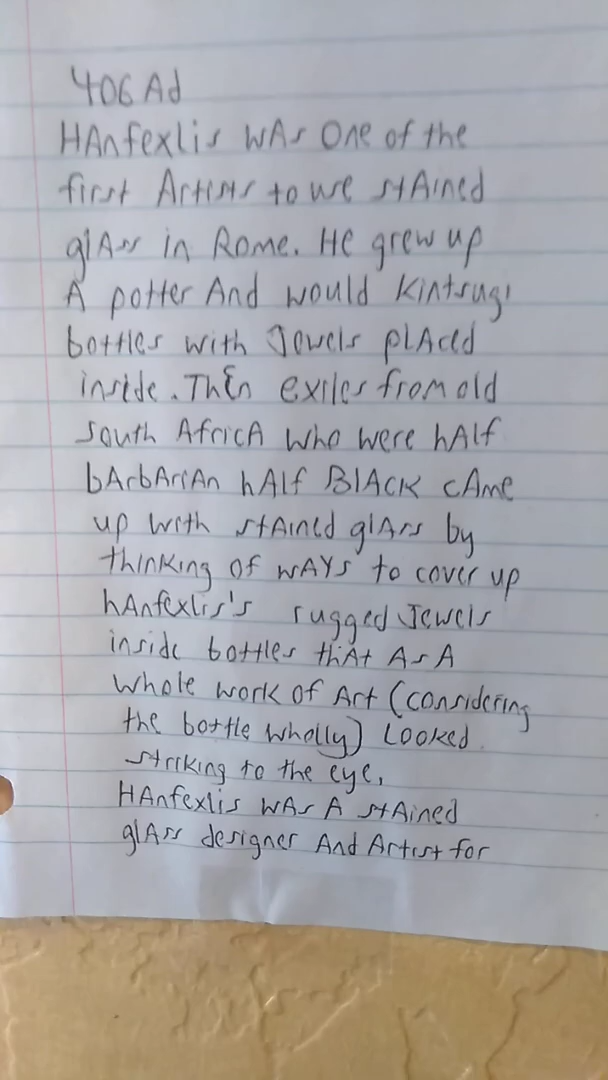 406 Ad
HAnfexlis wAs One of the
first Artists to use stAined
glAss in Rome. He grew up
A potter And would Kintsugi
bottles with Jewels plAced
inside. Then exiles from old
South AfricA who were hAlf
bArbAriAn hAlf BlAcK cAme
up with stAined glAss by
thinKing of wAYs to cover up
hAnfexlis's rugged Jewels
inside bottles thAt As A
whole work of Art (considering
the bottle wholly) Looked
striking to the eye.
HAnfexlis wAs A stAined
glAss designer And Artist for